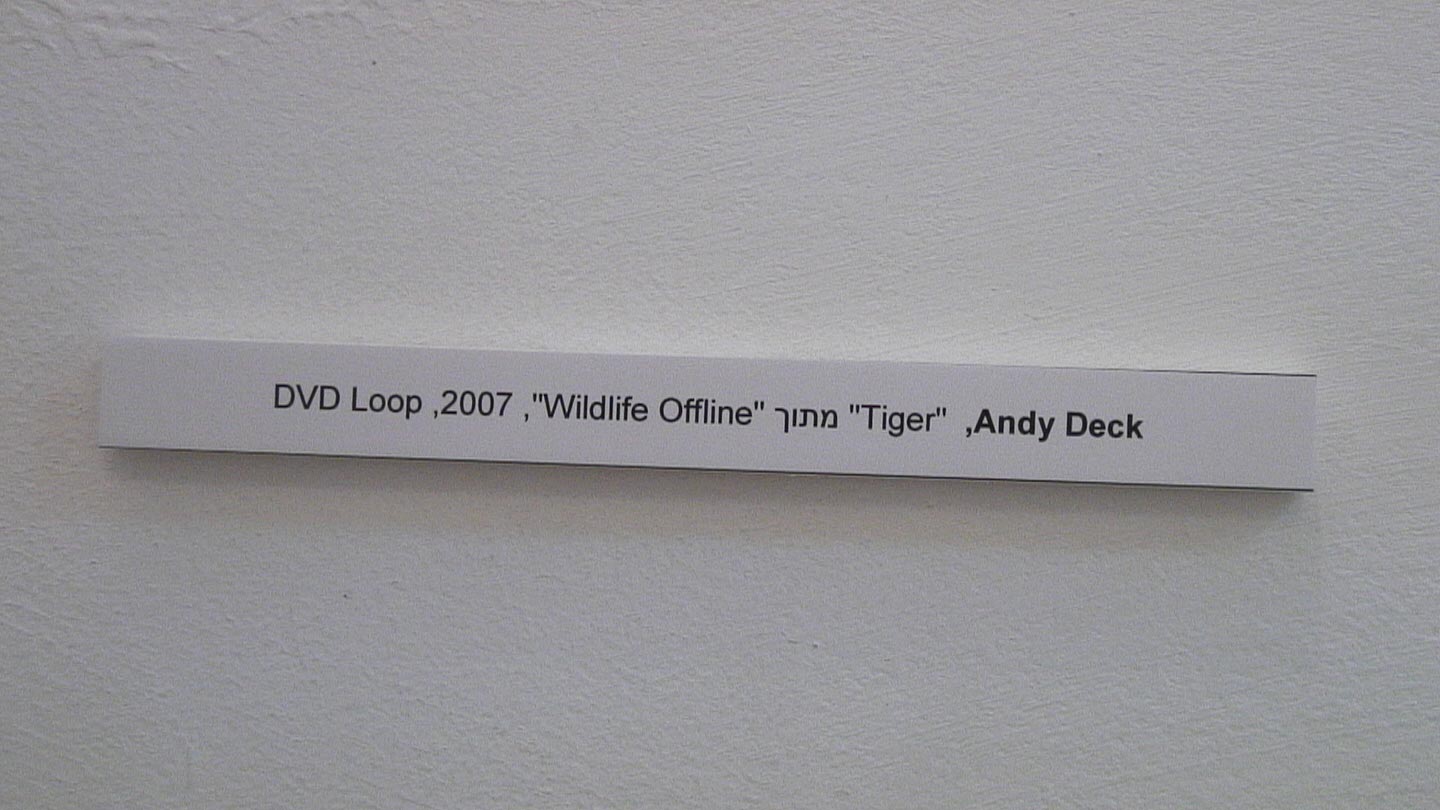 Andy Deck, "Tiger" מתוך "Wildlife Offline", 2007, DVD Loop